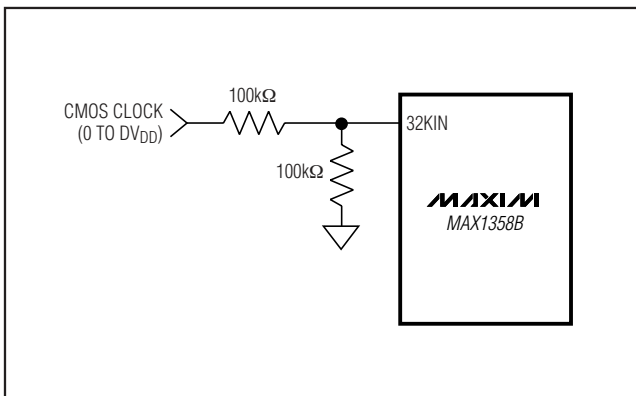 100kΩ
CMOS CLOCK
(0 TO DVDD)
32KIN
100kΩ
MAXIM
MAX1358B